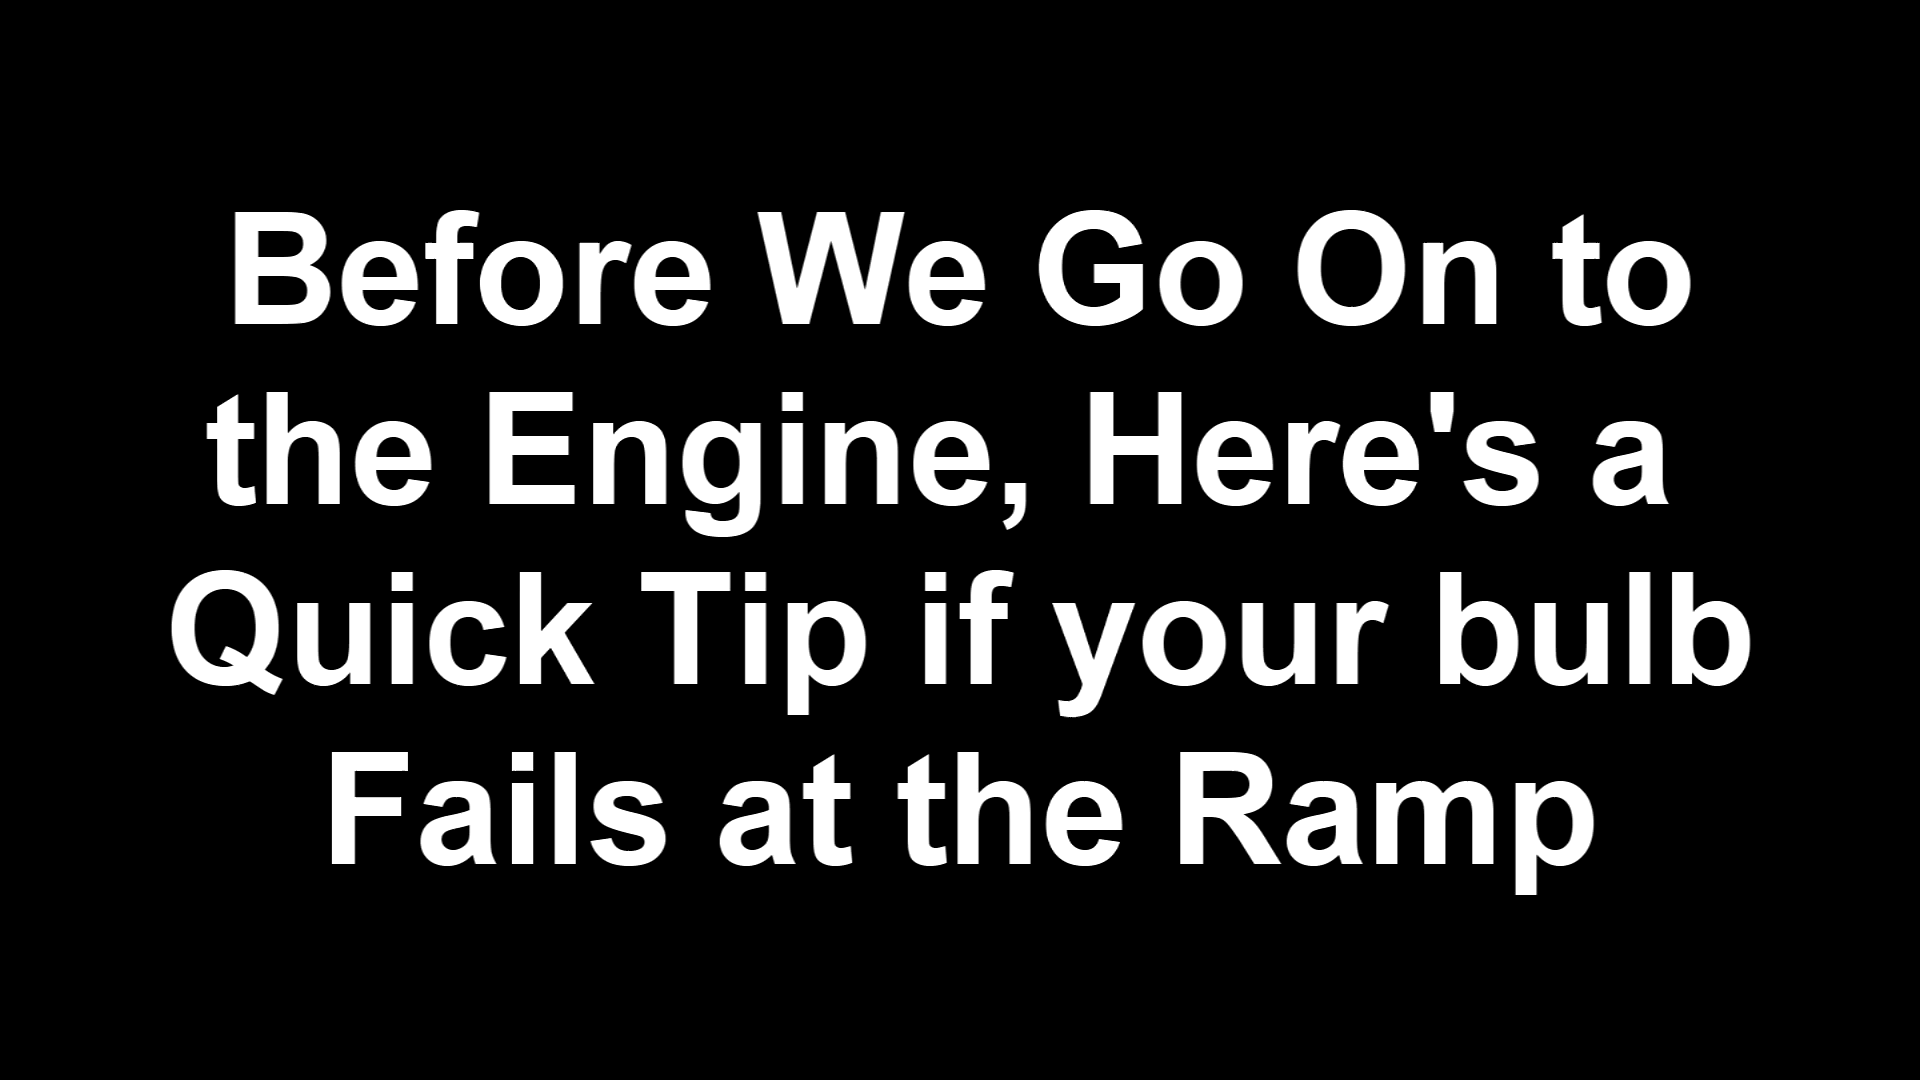 Before We Go On to
the Engine, Here's a
Quick Tip if your bulb
Fails at the Ramp